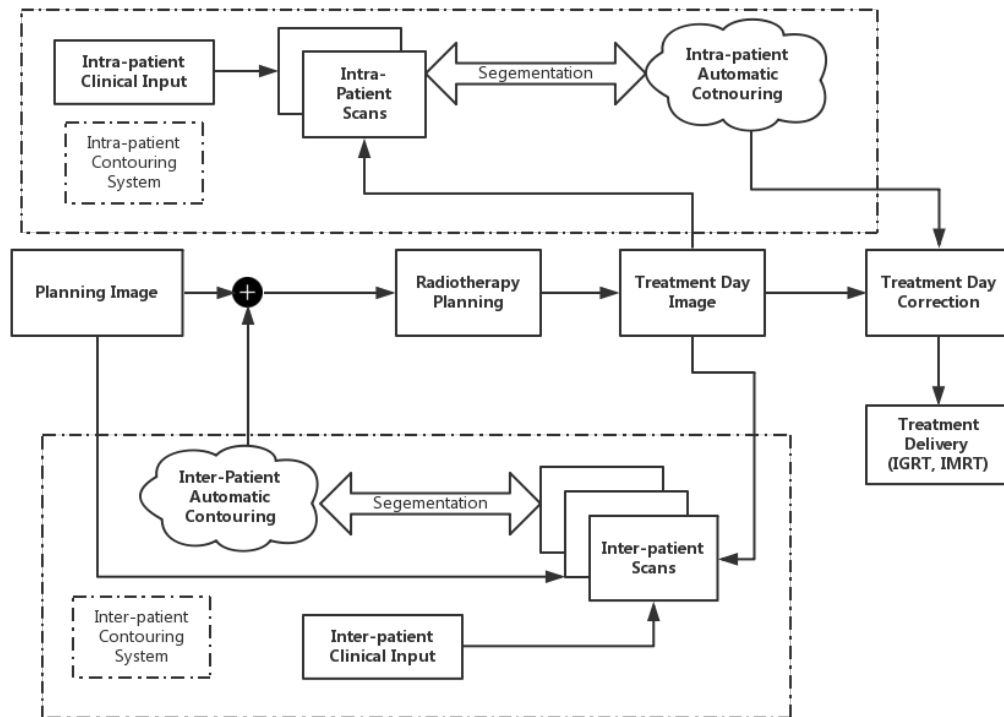 Intra-patient
Clinical Input
Intra-
Patient
Scans
Segementation
Intra-patient
Automatic
Cotnouring
Intra-patient
Contouring
System
Planning Image
+
Radiotherapy
Planning
Treatment Day
Image
Treatment Day
Correction
Treatment
Delivery
(IGRT, IMRT)
Inter-Patient
Automatic
Contouring
Segementation
Inter-patient
Scans
Inter-patient
Contouring
System
Inter-patient
Clinical Input